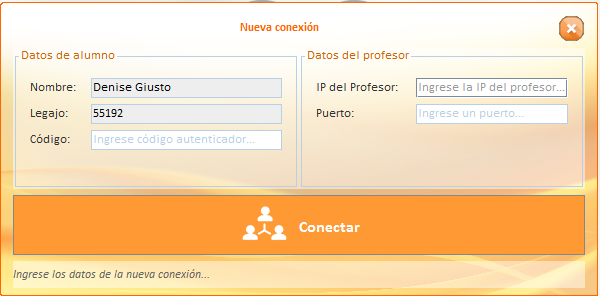 Nueva conexión
Datos de alumno
Nombre: Denise Giusto
Legajo: 55192
Código: Ingrese código autenticador...
Datos del profesor
IP del Profesor: Ingrese la IP del profesor...
Puerto: Ingrese un puerto...
Conectar
Ingrese los datos de la nueva conexión...